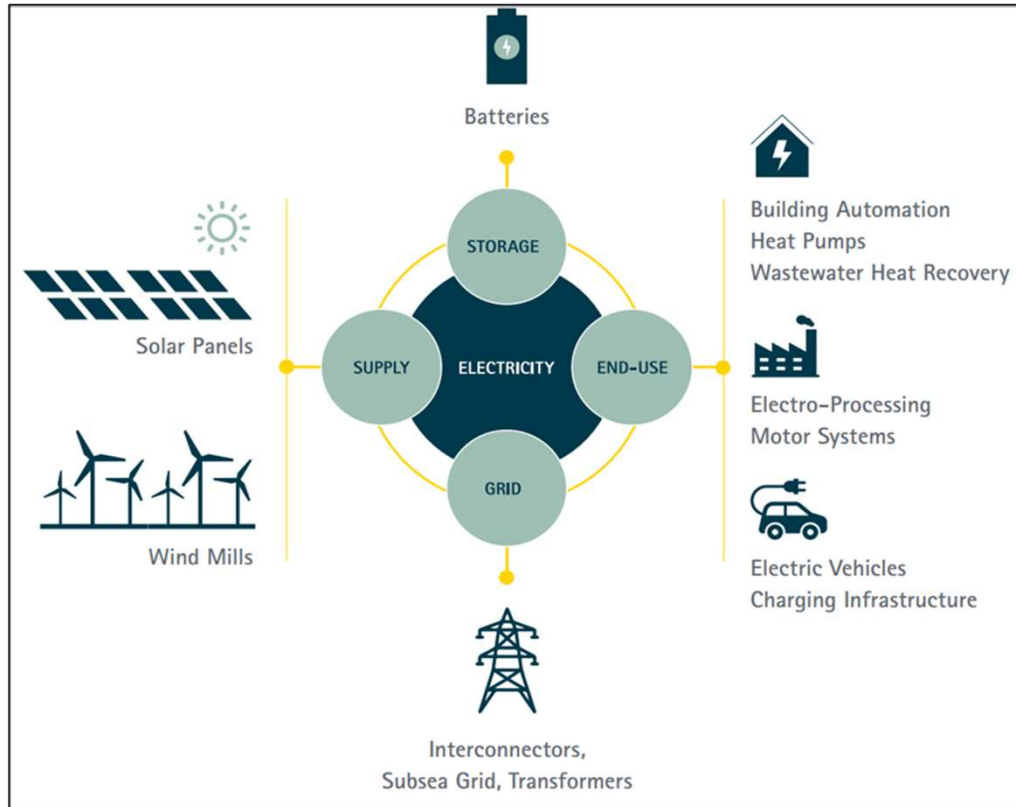 Batteries
STORAGE
SUPPLY
ELECTRICITY
END-USE
GRID
Solar Panels
Wind Mills
Building Automation
Heat Pumps
Wastewater Heat Recovery
Electro-Processing
Motor Systems
Electric Vehicles
Charging Infrastructure
Interconnectors,
Subsea Grid, Transformers